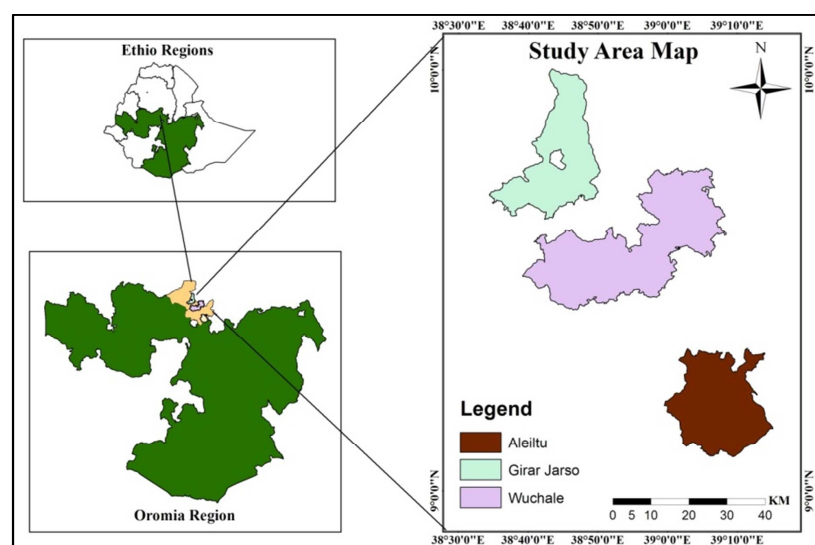 Ethio Regions
Oromia Region
38°30'0"E 38°40'0"E 38°50'0"E 39°0'0"E 39°10'0"E
Study Area Map
N
10°0'0"N
10°0'0"N
9°0'0"N
9°0'0"N
Legend
Aleiltu
Girar Jarso
Wuchale
KM
0 5 10 20 30 40
38°30'0"E 38°40'0"E 38°50'0"E 39°0'0"E 39°10'0"E